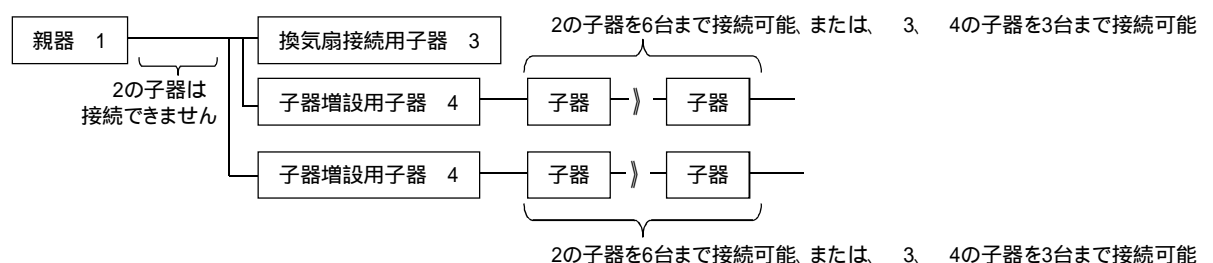 2の子器を6台まで接続可能、または、 3、 4の子器を3台まで接続可能
親器 1
換気扇接続用子器 3
2の子器は
接続できません
子器増設用子器 4
子器
子器
子器増設用子器 4
子器
子器
2の子器を6台まで接続可能、または、 3、 4の子器を3台まで接続可能